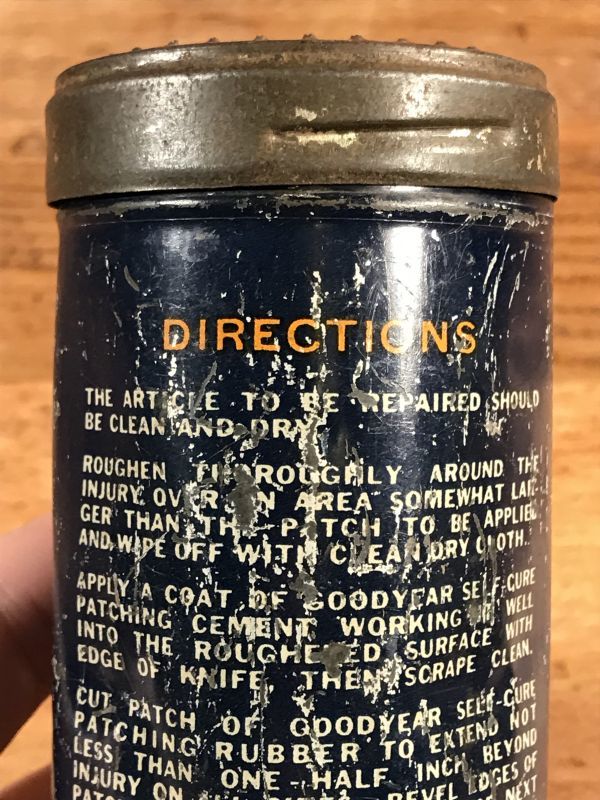 DIRECTIONS
THE ARTICLE TO BE REPAIRED SHOULD
BE CLEAN AND DRY.
ROUGHEN THOROUGHLY AROUND THE
INJURY, OVER AN AREA SOMEWHAT LAR-
GER THAN THE PATCH TO BE APPLIED
AND WIPE OFF WITH CLEAN DRY CLOTH.
APPLY A COAT OF GOODYEAR SELF-CURE
PATCHING CEMENT WORKING IT WELL
INTO THE ROUGHENED SURFACE WITH
EDGE OF KNIFE, THEN SCRAPE CLEAN.
CUT PATCH OF GOODYEAR SELF-CURE
PATCHING RUBBER TO EXTEND NOT
LESS THAN ONE-HALF INCH BEYOND
INJURY ON BEVEL EDGES OF
NEXT